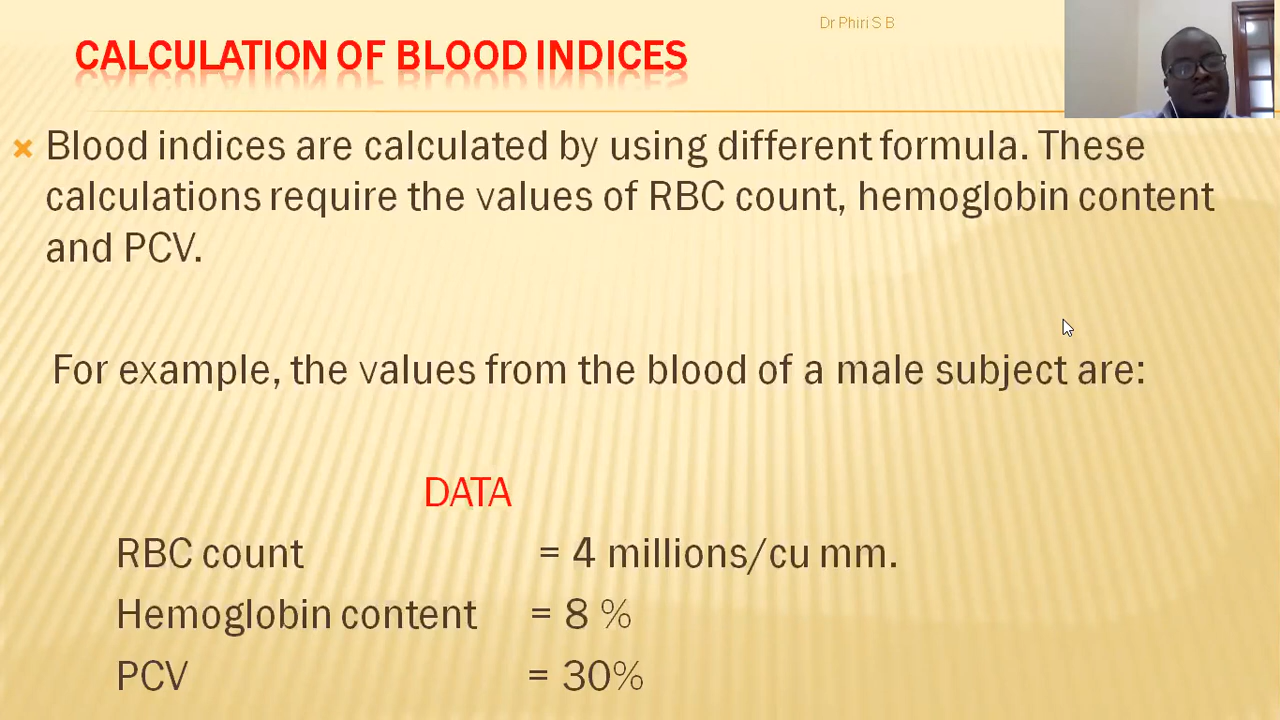 Dr Phiri S B
CALCULATION OF BLOOD INDICES
Blood indices are calculated by using different formula. These
calculations require the values of RBC count, hemoglobin content
and PCV.
For example, the values from the blood of a male subject are:
DATA
RBC count = 4 millions/cu mm.
Hemoglobin content = 8 %
PCV = 30%